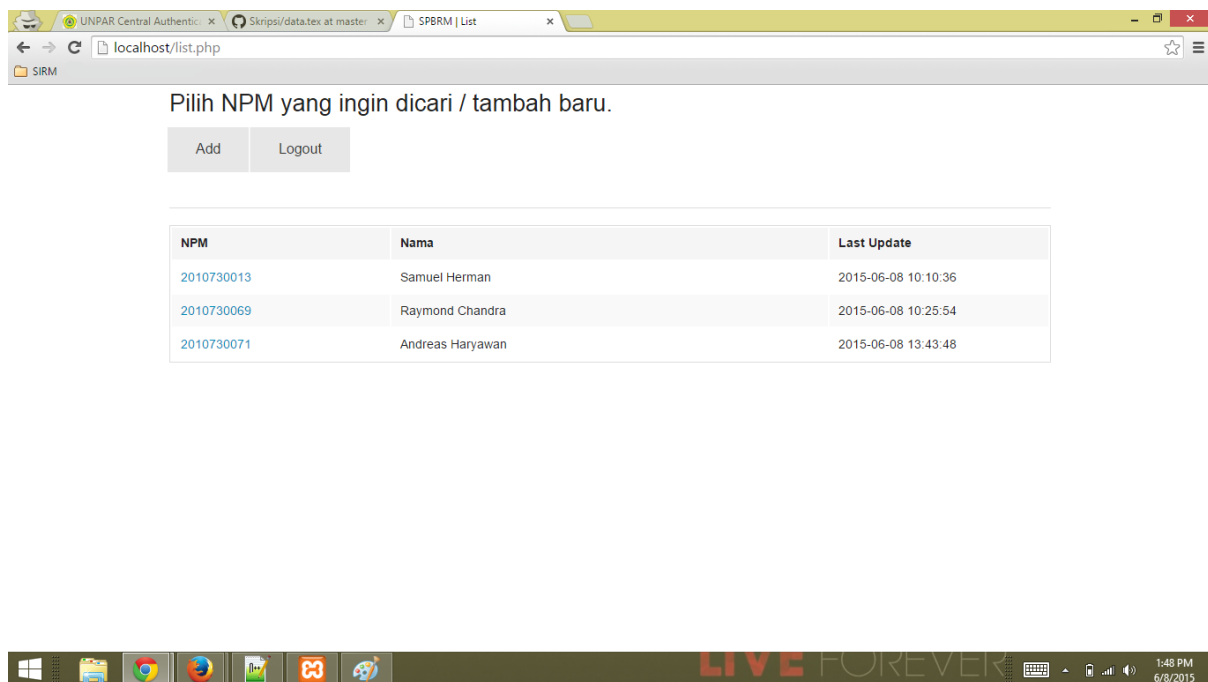 UNPAR Central Authentic
Skripsi/data.tex at master
SPBRM | List
localhost/list.php
SIRM
Pilih NPM yang ingin dicari / tambah baru.
Add Logout
NPM Nama Last Update
2010730013 Samuel Herman 2015-06-08 10:10:36
2010730069 Raymond Chandra 2015-06-08 10:25:54
2010730071 Andreas Haryawan 2015-06-08 13:43:48
LIVE FOREVER
1:48 PM
6/8/2015